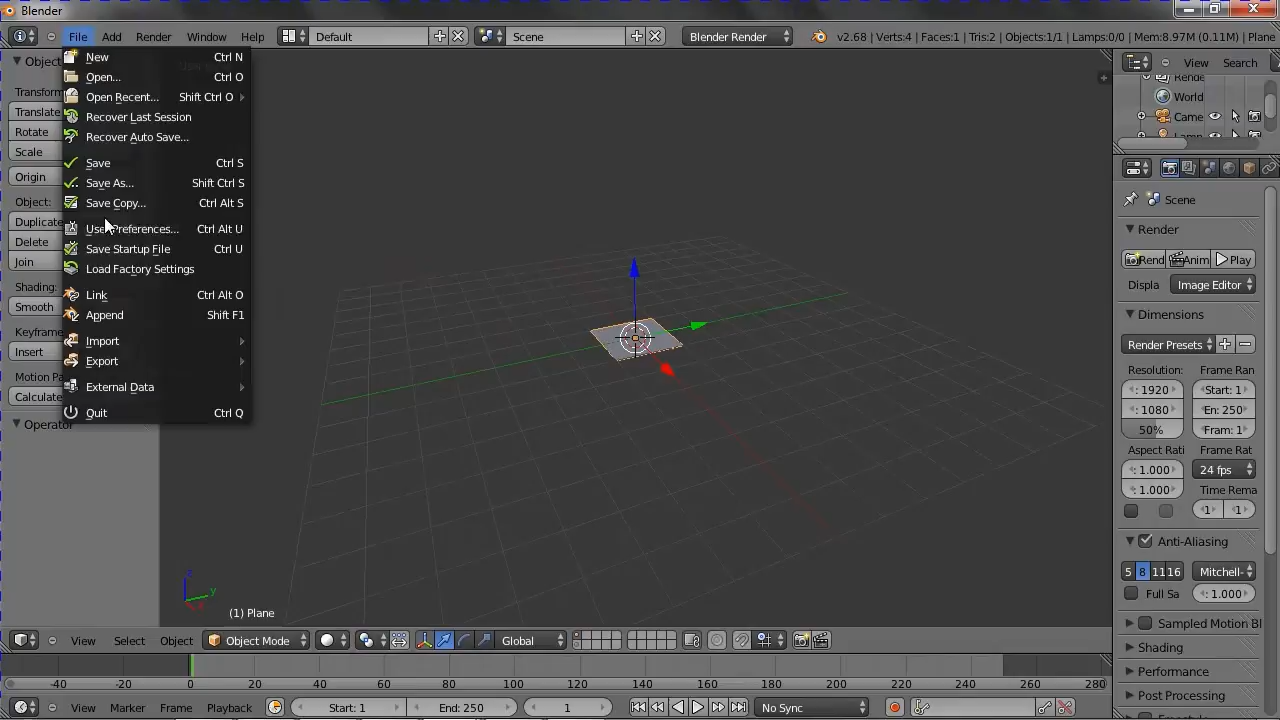 Blender
File Add Render Window Help Default Scene Blender Render v2.68 | Verts:4 | Faces:1 | Tris:2 | Objects:1/1 | Lamps:0/0 | Mem:8.97M (0.11M) | Plane
New Ctrl N
Open... Ctrl O
Open Recent... Shift Ctrl O
Recover Last Session
Recover Auto Save...
Save Ctrl S
Save As... Shift Ctrl S
Save Copy... Ctrl Alt S
User Preferences... Ctrl Alt U
Save Startup File Ctrl U
Load Factory Settings
Link Ctrl Alt O
Append Shift F1
Import
Export
External Data
Quit Ctrl Q
Object
Transform
Translate
Rotate
Scale
Origin
Object:
Duplicate
Delete
Join
Shading:
Smooth
Keyframe
Insert
Motion Pa
Calculate
Operator
z
y
x
(1) Plane
View Search
Rende
World
Came
Lamp
Scene
Render
Rend Anim Play
Displa Image Editor
Dimensions
Render Presets
Resolution: Frame Ran
: 1920 Start: 1
: 1080 En: 250
50% Fram: 1
Aspect Rati Frame Rat
: 1.000 24 fps
: 1.000 Time Rema
1 1
Anti-Aliasing
5 8 11 16 Mitchell-
Full Sa : 1.000
Sampled Motion Bl
Shading
Performance
Post Processing
View Select Object Object Mode Global
-40 -20 0 20 40 60 80 100 120 140 160 180 200 220 240 260 280
View Marker Frame Playback Start: 1 End: 250 1 No Sync